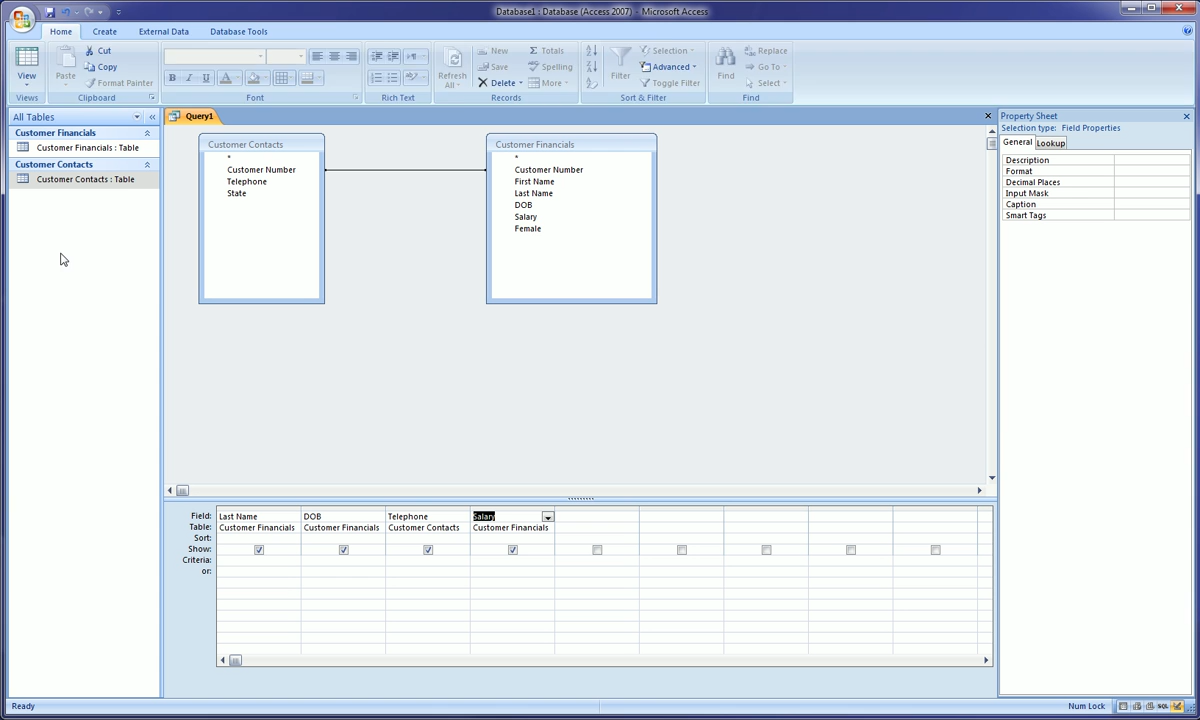 Database1 : Database (Access 2007) - Microsoft Access
Home Create External Data Database Tools
View
Views
Paste
Cut
Copy
Format Painter
Clipboard
B I U A
Font
Rich Text
Refresh All
New
Save
Delete
Totals
Spelling
More
Records
Filter
Selection
Advanced
Toggle Filter
Sort & Filter
Find
Replace
Go To
Select
Find
All Tables
Customer Financials
Customer Financials : Table
Customer Contacts
Customer Contacts : Table
Query1
Customer Contacts
*
Customer Number
Telephone
State
Customer Financials
*
Customer Number
First Name
Last Name
DOB
Salary
Female
Field: Last Name DOB Telephone Salary
Table: Customer Financials Customer Financials Customer Contacts Customer Financials
Sort:
Show:
Criteria:
or:
Property Sheet
Selection type: Field Properties
General Lookup
Description
Format
Decimal Places
Input Mask
Caption
Smart Tags
Ready
Num Lock
SQL